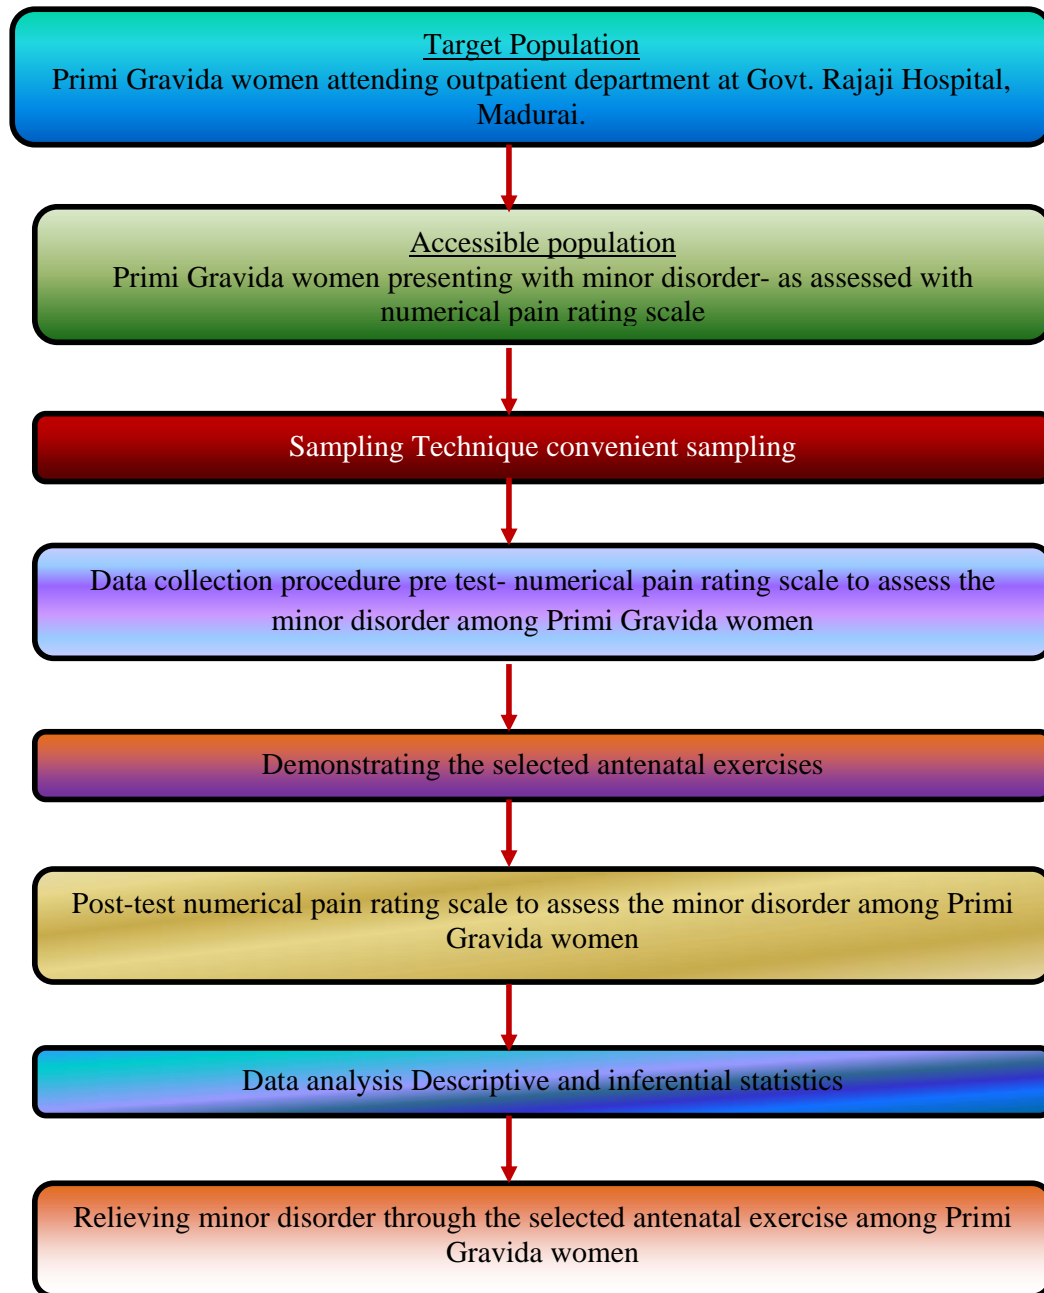 Target Population
Primi Gravida women attending outpatient department at Govt. Rajaji Hospital,
Madurai.
Accessible population
Primi Gravida women presenting with minor disorder- as assessed with
numerical pain rating scale
Sampling Technique convenient sampling
Data collection procedure pre test- numerical pain rating scale to assess the
minor disorder among Primi Gravida women
Demonstrating the selected antenatal exercises
Post-test numerical pain rating scale to assess the minor disorder among Primi
Gravida women
Data analysis Descriptive and inferential statistics
Relieving minor disorder through the selected antenatal exercise among Primi
Gravida women